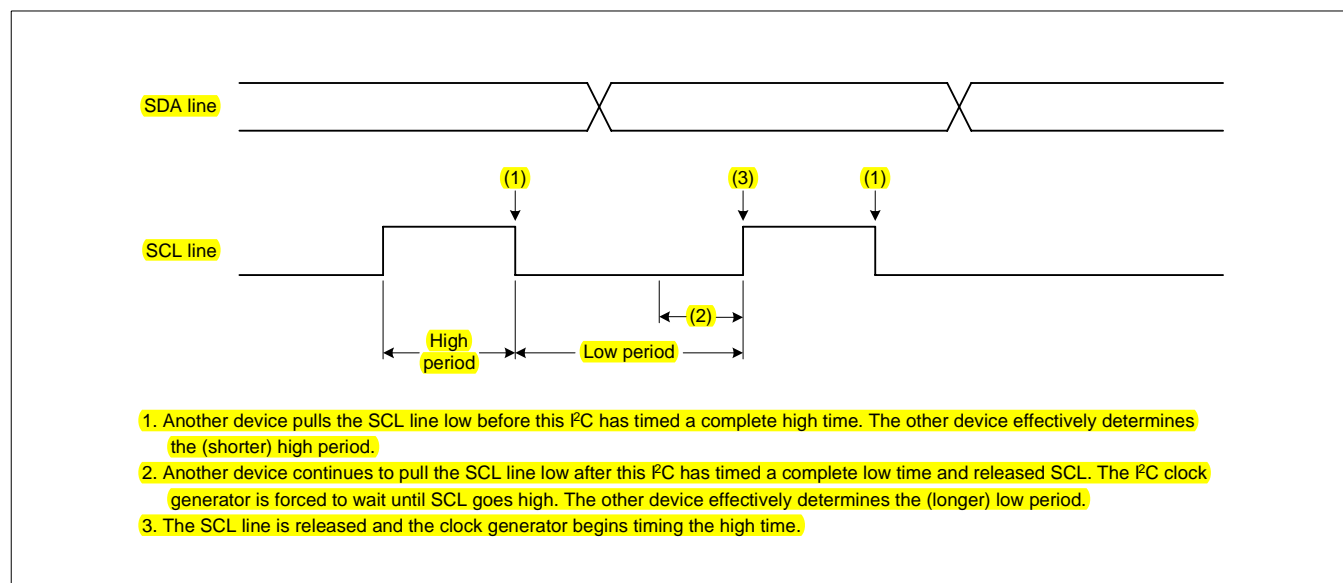 SDA line
(1)
(3)
(1)
SCL line
(2)
High
period
Low period
1. Another device pulls the SCL line low before this I²C has timed a complete high time. The other device effectively determines
the (shorter) high period.
2. Another device continues to pull the SCL line low after this I²C has timed a complete low time and released SCL. The I²C clock
generator is forced to wait until SCL goes high. The other device effectively determines the (longer) low period.
3. The SCL line is released and the clock generator begins timing the high time.